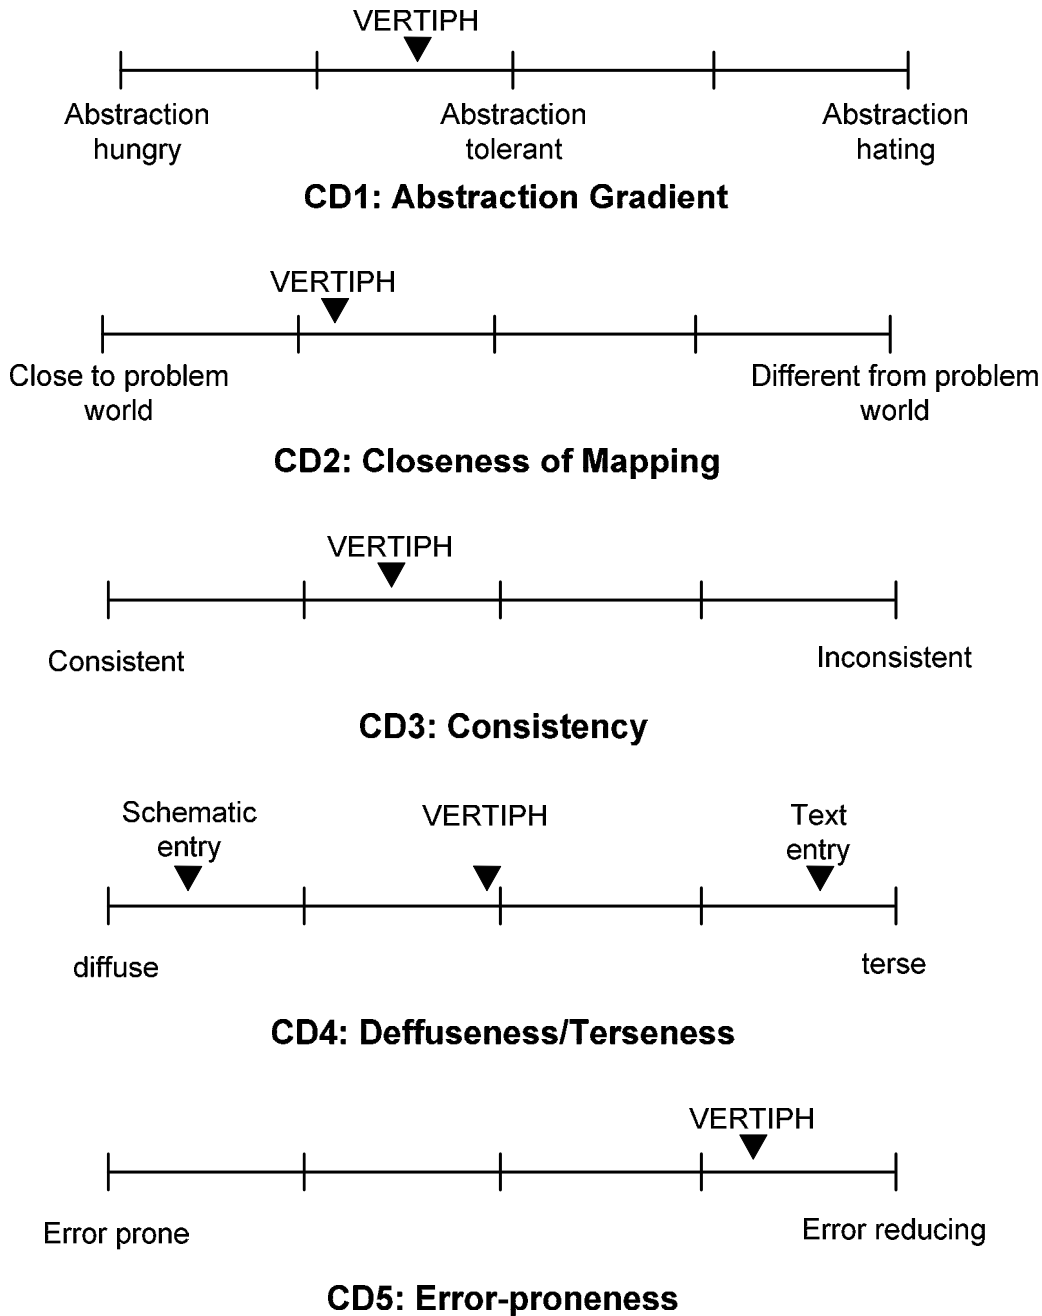 VERTIPH
Abstraction
hungry
Abstraction
tolerant
Abstraction
hating
CD1: Abstraction Gradient
VERTIPH
Close to problem
world
Different from problem
world
CD2: Closeness of Mapping
VERTIPH
Consistent
Inconsistent
CD3: Consistency
Schematic
entry
VERTIPH
Text
entry
diffuse
terse
CD4: Deffuseness/Terseness
VERTIPH
Error prone
Error reducing
CD5: Error-proneness